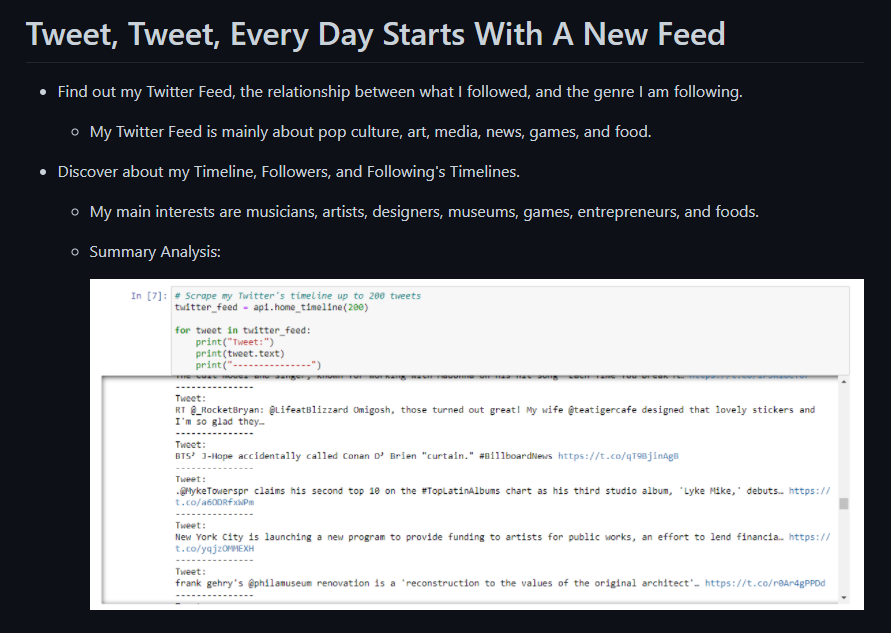 Tweet, Tweet, Every Day Starts With A New Feed
Find out my Twitter Feed, the relationship between what I followed, and the genre I am following.
My Twitter Feed is mainly about pop culture, art, media, news, games, and food.
Discover about my Timeline, Followers, and Following's Timelines.
My main interests are musicians, artists, designers, museums, games, entrepreneurs, and foods.
Summary Analysis:
In [7]: # Scrape my Twitter's timeline up to 200 tweets
twitter_feed = api.home_timeline(200)
for tweet in twitter_feed:
print("Tweet:")
print(tweet.text)
print("--------------")
--------------
Tweet:
RT @_RocketBryan: @LifeatBlizzard Omigosh, those turned out great! My wife @teatigercafe designed that lovely stickers and
I'm so glad they…
--------------
Tweet:
BTS' J-Hope accidentally called Conan O' Brien "curtain." #BillboardNews https://t.co/qT9BjinAgB
--------------
Tweet:
.@MykeTowerspr claims his second top 10 on the #TopLatinAlbums chart as his third studio album, 'Lyke Mike,' debuts… https://
t.co/a6ODRfxWPm
--------------
Tweet:
New York City is launching a new program to provide funding to artists for public works, an effort to lend financia… https://
t.co/yqjzOMMEXH
--------------
Tweet:
frank gehry's @philamuseum renovation is a 'reconstruction to the values of the original architect'… https://t.co/r0Ar4gPPDd
--------------